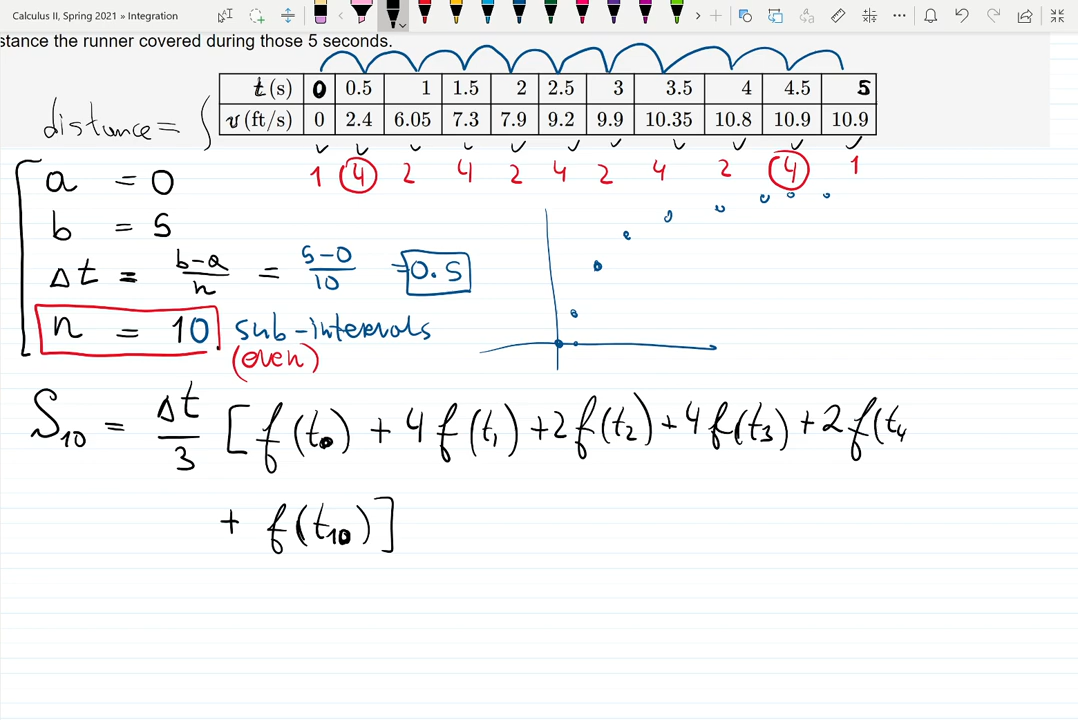 Calculus II, Spring 2021 » Integration
stance the runner covered during those 5 seconds.
t (s) 0 0.5 1 1.5 2 2.5 3 3.5 4 4.5 5
distance = ∫ v (ft/s) 0 2.4 6.05 7.3 7.9 9.2 9.9 10.35 10.8 10.9 10.9
1 4 2 4 2 4 2 4 2 4 1
a = 0
b = 5
Δt = b-a/n = 5-0/10 = 0.5
n = 10 sub-intervals
(even)
S10 = Δt/3 [f(t0) + 4f(t1) + 2f(t2) + 4f(t3) + 2f(t4
+ f(t10)]